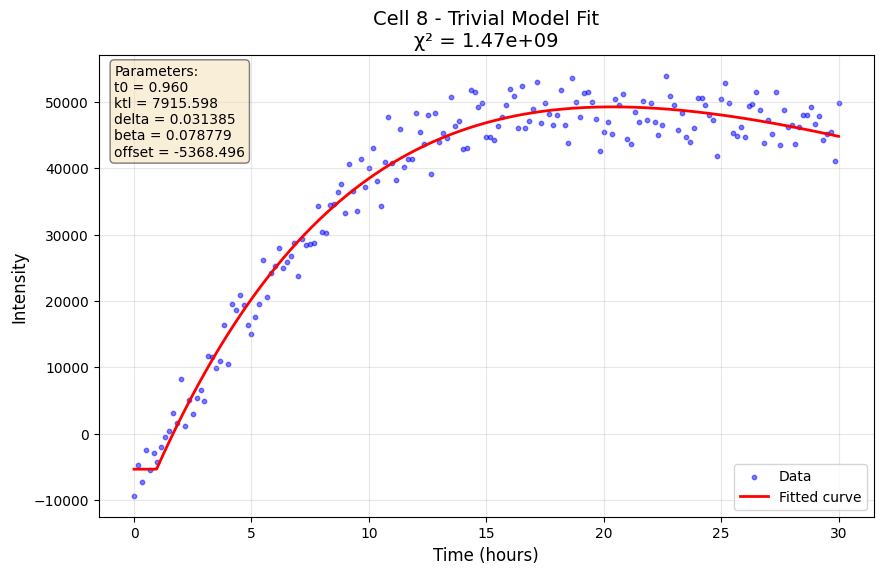 Cell 8 - Trivial Model Fit
χ² = 1.47e+09
Parameters:
t0 = 0.960
ktl = 7915.598
delta = 0.031385
beta = 0.078779
offset = -5368.496
50000
40000
30000
20000
10000
0
−10000
Intensity
0 5 10 15 20 25 30
Time (hours)
Data
Fitted curve